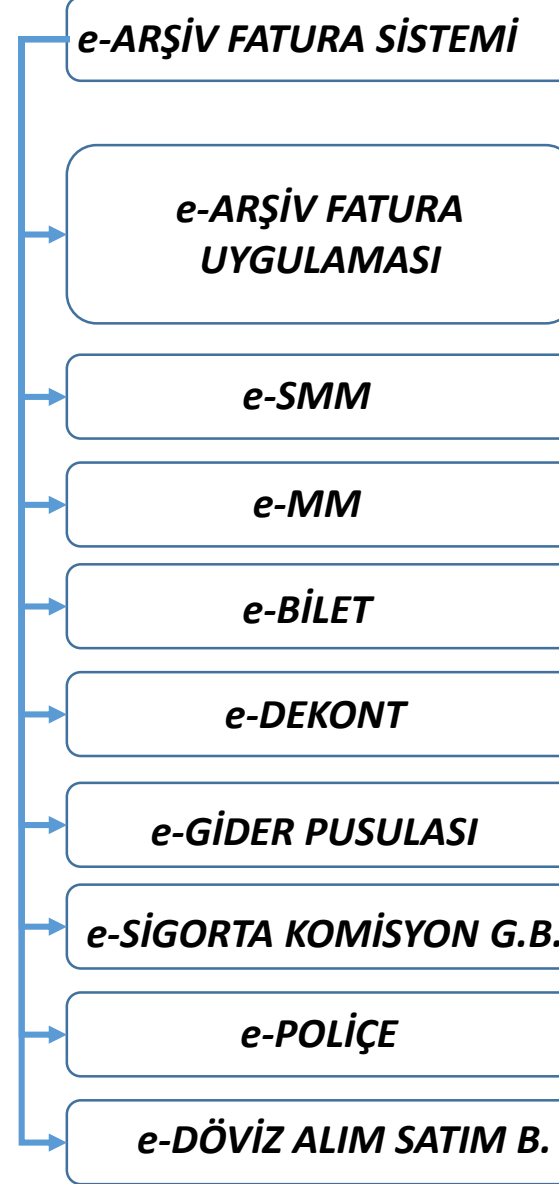 e-ARŞİV FATURA SİSTEMİ
e-ARŞİV FATURA
UYGULAMASI
e-SMM
e-MM
e-BİLET
e-DEKONT
e-GİDER PUSULASI
e-SİGORTA KOMİSYON G.B.
e-POLİÇE
e-DÖVİZ ALIM SATIM B.